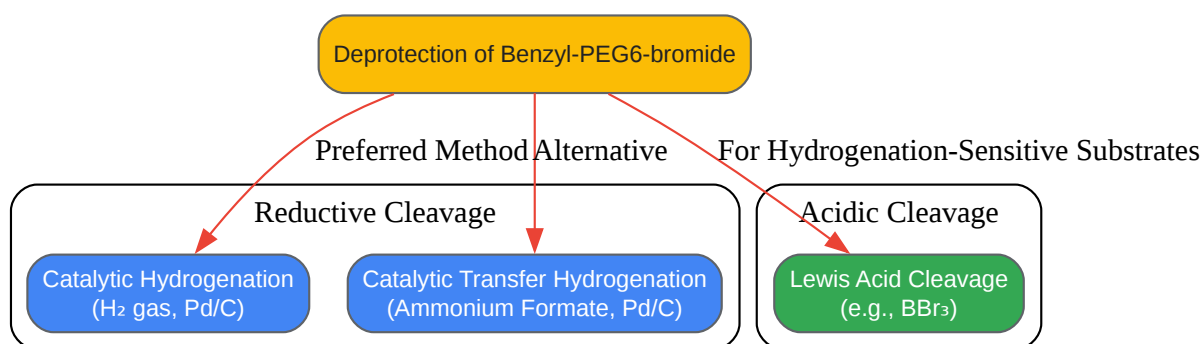 Deprotection of Benzyl-PEG6-bromide
Preferred Method
Alternative
For Hydrogenation-Sensitive Substrates
Reductive Cleavage
Acidic Cleavage
Catalytic Hydrogenation
(H₂ gas, Pd/C)
Catalytic Transfer Hydrogenation
(Ammonium Formate, Pd/C)
Lewis Acid Cleavage
(e.g., BBr₃)